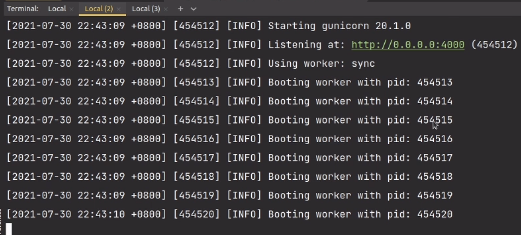 Terminal: Local × Local (2) × Local (3) × +
[2021-07-30 22:43:09 +0800] [454512] [INFO] Starting gunicorn 20.1.0
[2021-07-30 22:43:09 +0800] [454512] [INFO] Listening at: http://0.0.0.0:4000 (454512)
[2021-07-30 22:43:09 +0800] [454512] [INFO] Using worker: sync
[2021-07-30 22:43:09 +0800] [454513] [INFO] Booting worker with pid: 454513
[2021-07-30 22:43:09 +0800] [454514] [INFO] Booting worker with pid: 454514
[2021-07-30 22:43:09 +0800] [454515] [INFO] Booting worker with pid: 454515
[2021-07-30 22:43:09 +0800] [454516] [INFO] Booting worker with pid: 454516
[2021-07-30 22:43:09 +0800] [454517] [INFO] Booting worker with pid: 454517
[2021-07-30 22:43:09 +0800] [454518] [INFO] Booting worker with pid: 454518
[2021-07-30 22:43:09 +0800] [454519] [INFO] Booting worker with pid: 454519
[2021-07-30 22:43:10 +0800] [454520] [INFO] Booting worker with pid: 454520